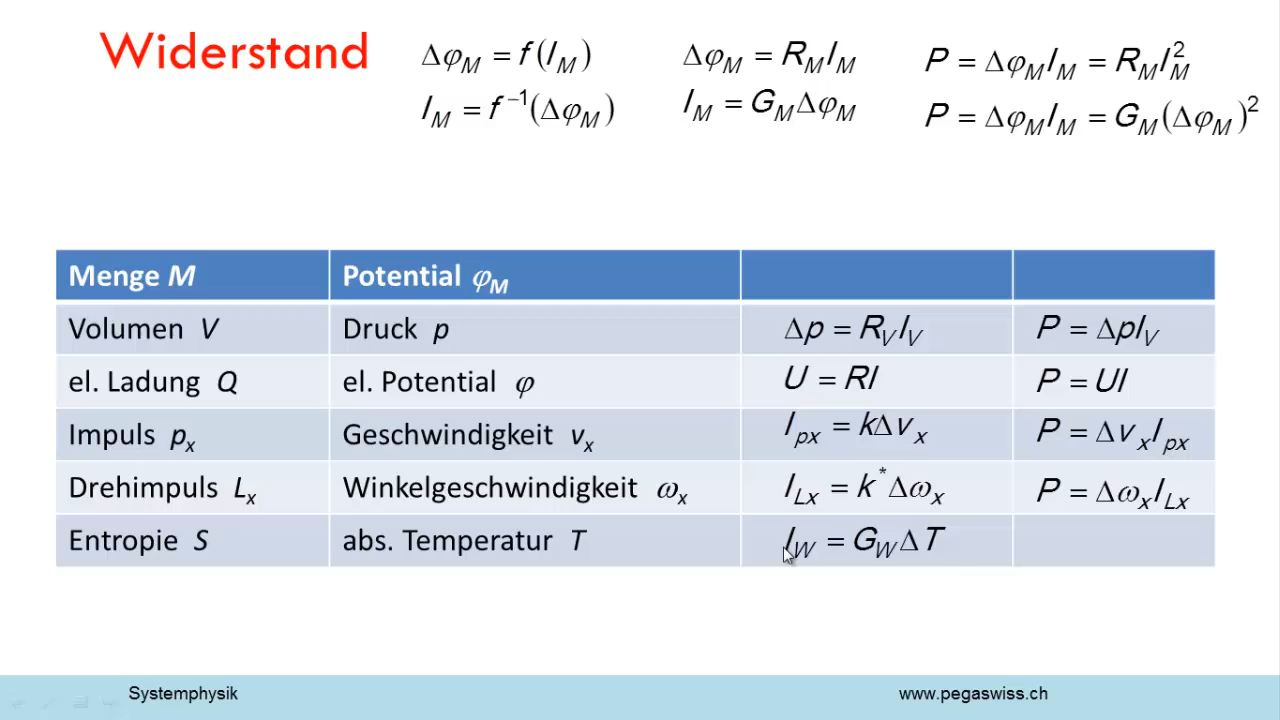 Widerstand
Δφ_M = f(I_M)
I_M = f⁻¹(Δφ_M)
Δφ_M = R_M I_M
I_M = G_M Δφ_M
P = Δφ_M I_M = R_M I_M²
P = Δφ_M I_M = G_M (Δφ_M)²
Menge M Potential φ_M
Volumen V Druck p Δp = R_V I_V P = Δp I_V
el. Ladung Q el. Potential φ U = RI P = UI
Impuls p_x Geschwindigkeit v_x I_px = kΔv_x P = Δv_x I_px
Drehimpuls L_x Winkelgeschwindigkeit ω_x I_Lx = k*Δω_x P = Δω_x I_Lx
Entropie S abs. Temperatur T I_W = G_W ΔT
Systemphysik www.pegaswiss.ch